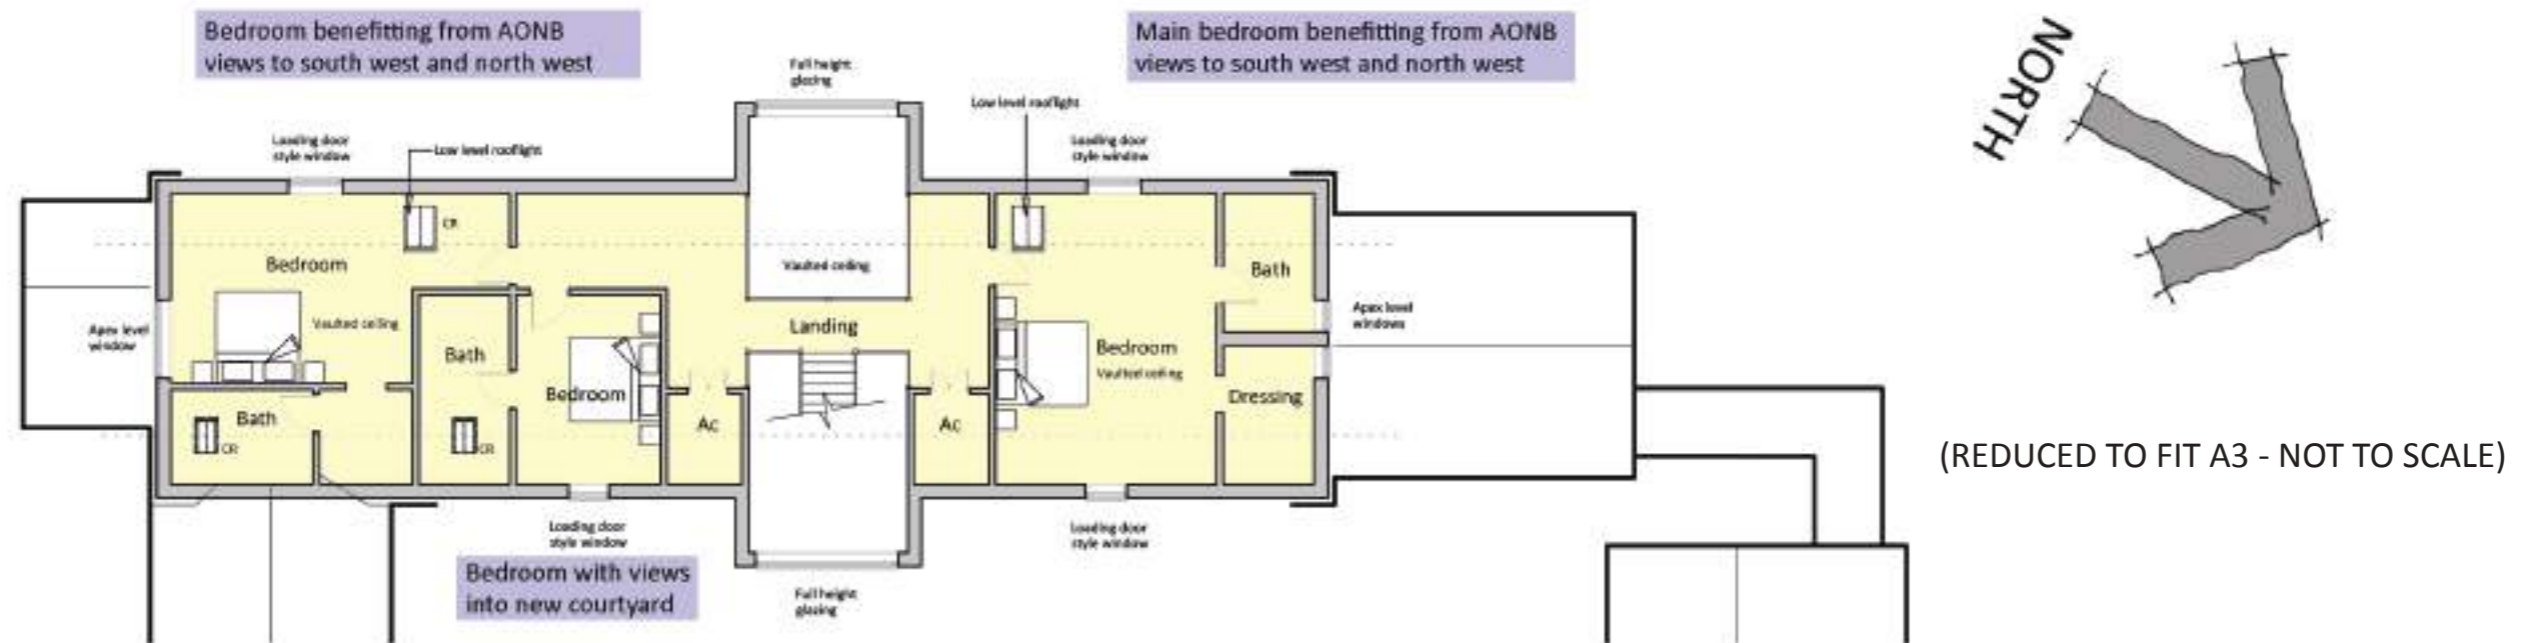 Bedroom benefitting from AONB
views to south west and north west
Main bedroom benefitting from AONB
views to south west and north west
NORTH
Full height
glazing
Low level rooflight
Loading door
style window
Low level rooflight
Loading door
style window
CR
Bedroom
Vaulted ceiling
Bath
Vaulted ceiling
Apex level
window
Landing
Apex level
windows
Bath
Bedroom
Vaulted ceiling
Bedroom
Dressing
Bath
Ac
Ac
CR
CR
(REDUCED TO FIT A3 - NOT TO SCALE)
Loading door
style window
Loading door
style window
Bedroom with views
into new courtyard
Full height
glazing